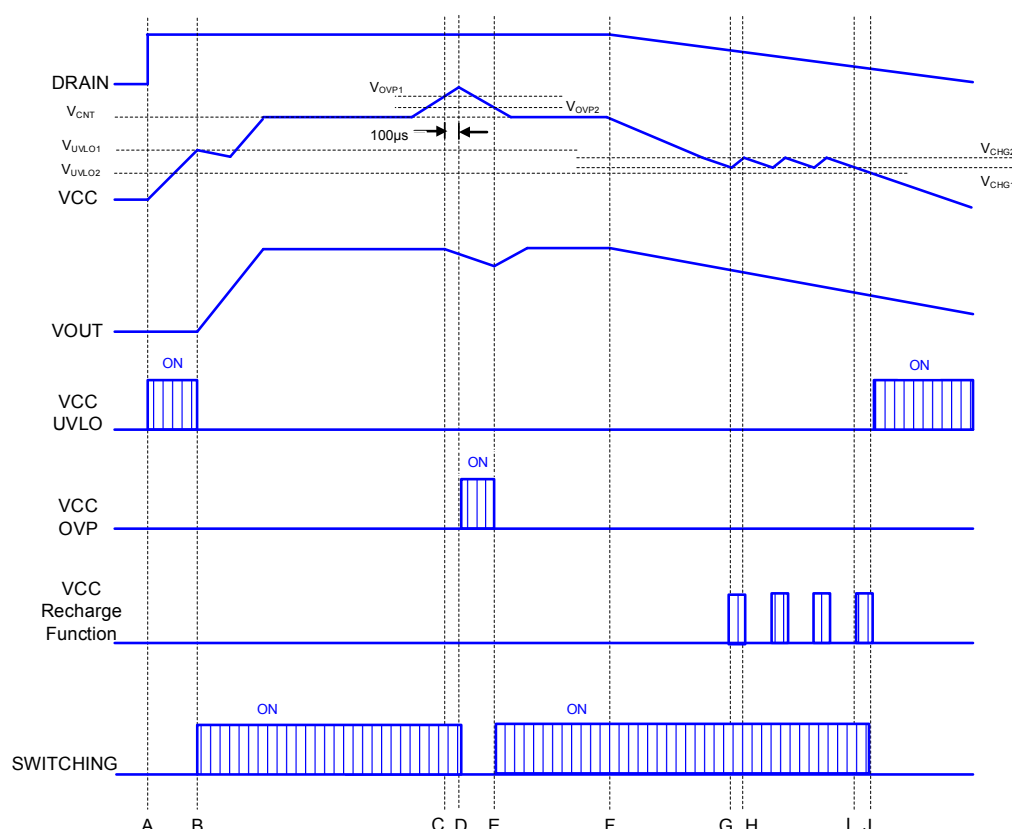 DRAIN
VOVP1
VCNT
VOVP2
100µs
VUVLO1
VCHG2
VUVLO2
VCHG1
VCC
VOUT
ON
ON
VCC
UVLO
ON
VCC
OVP
VCC
Recharge
Function
ON
ON
SWITCHING
A B C D E F G H I J